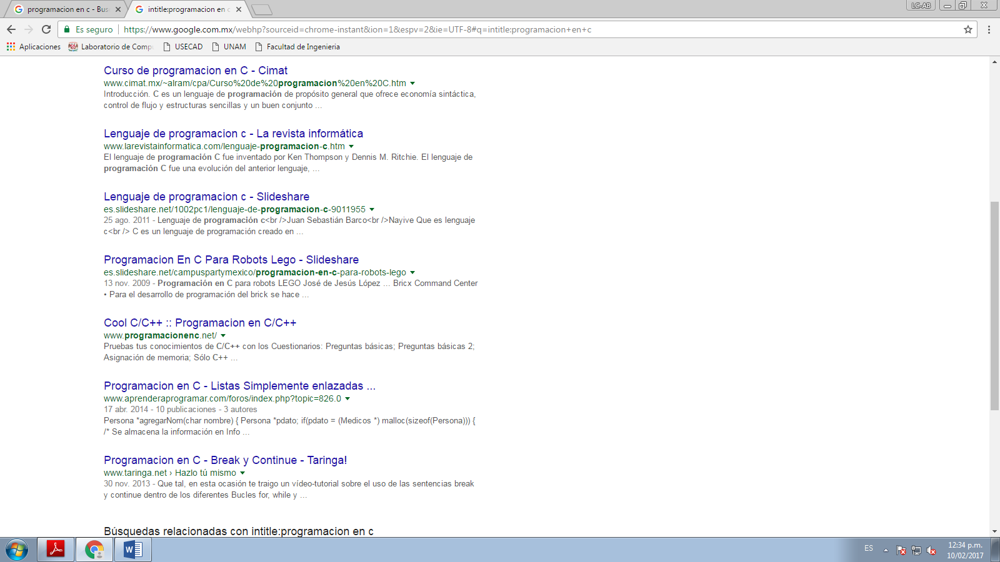 programacion en c - Bus
intitle:programacion en c
LC-AB
Es seguro
https://www.google.com.mx/webhp?sourceid=chrome-instant&ion=1&espv=2&ie=UTF-8#q=intitle:programacion+en+c
Aplicaciones
Laboratorio de Compu
USECAD
UNAM
Facultad de Ingenieria
Curso de programacion en C - Cimat
www.cimat.mx/~alram/cpa/Curso%20de%20programacion%20en%20C.htm
Introducción. C es un lenguaje de programación de propósito general que ofrece economía sintáctica,
control de flujo y estructuras sencillas y un buen conjunto ...
Lenguaje de programacion c - La revista informática
www.larevistainformatica.com/lenguaje-programacion-c.htm
El lenguaje de programación C fue inventado por Ken Thompson y Dennis M. Ritchie. El lenguaje de
programación C fue una evolución del anterior lenguaje, ...
Lenguaje de programacion c - Slideshare
es.slideshare.net/1002pc1/lenguaje-de-programacion-c-9011955
25 ago. 2011 - Lenguaje de programación c<br />Juan Sebastián Barco<br />Nayive Que es lenguaje
c<br /> C es un lenguaje de programación creado en ...
Programacion En C Para Robots Lego - Slideshare
es.slideshare.net/campuspartymexico/programacion-en-c-para-robots-lego
13 nov. 2009 - Programación en C para robots LEGO José de Jesús López ... Bricx Command Center
• Para el desarrollo de programación del brick se hace ...
Cool C/C++ :: Programacion en C/C++
www.programacionenc.net/
Pruebas tus conocimientos de C/C++ con los Cuestionarios: Preguntas básicas; Preguntas básicas 2;
Asignación de memoria; Sólo C++ ...
Programacion en C - Listas Simplemente enlazadas ...
www.aprenderaprogramar.com/foros/index.php?topic=826.0
17 abr. 2014 - 10 publicaciones - 3 autores
Persona *agregarNom(char nombre) { Persona *pdato; if(pdato = (Medicos *) malloc(sizeof(Persona))) {
/* Se almacena la información en Info ...
Programacion en C - Break y Continue - Taringa!
www.taringa.net › Hazlo tú mismo
30 nov. 2013 - Que tal, en esta ocasión te traigo un vídeo-tutorial sobre el uso de las sentencias break
y continue dentro de los diferentes Bucles for, while y ...
Búsquedas relacionadas con intitle:programacion en c
ES
12:34 p.m.
10/02/2017